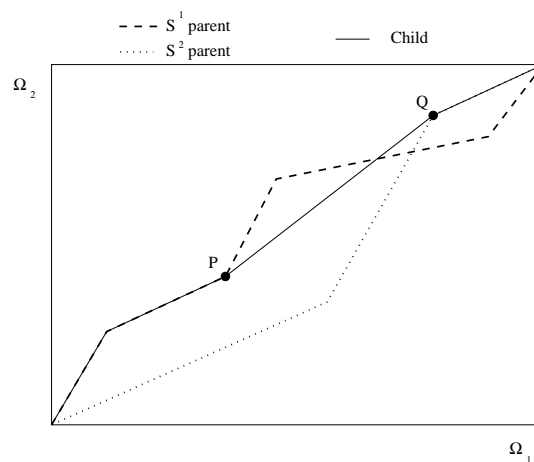 S¹ parent
S² parent
Child
Ω₂
Q
P
Ω₁